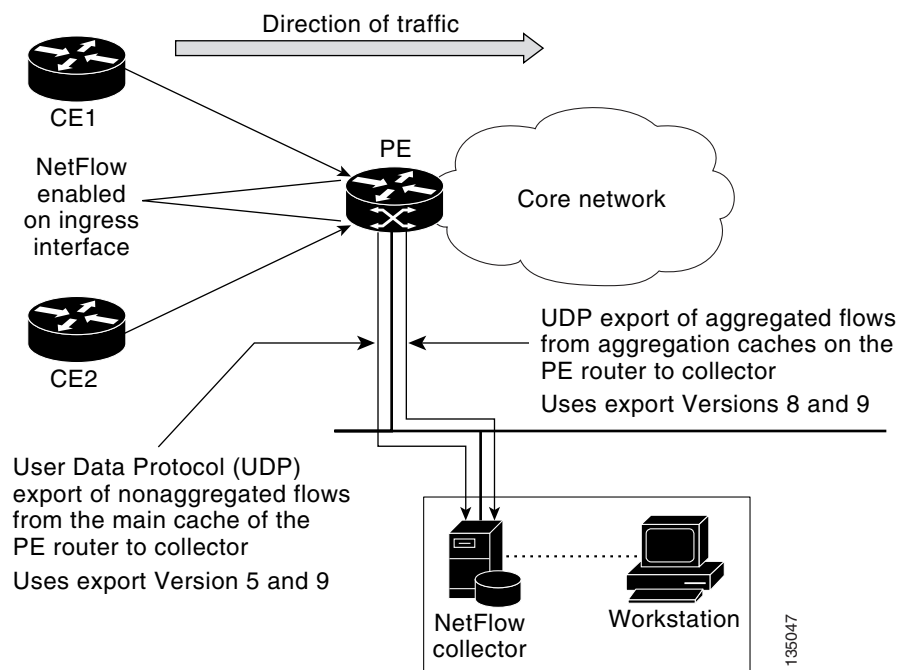 Direction of traffic
CE1
PE
NetFlow
enabled
on ingress
interface
Core network
CE2
UDP export of aggregated flows
from aggregation caches on the
PE router to collector
Uses export Versions 8 and 9
User Data Protocol (UDP)
export of nonaggregated flows
from the main cache of the
PE router to collector
Uses export Version 5 and 9
NetFlow
collector
Workstation
135047